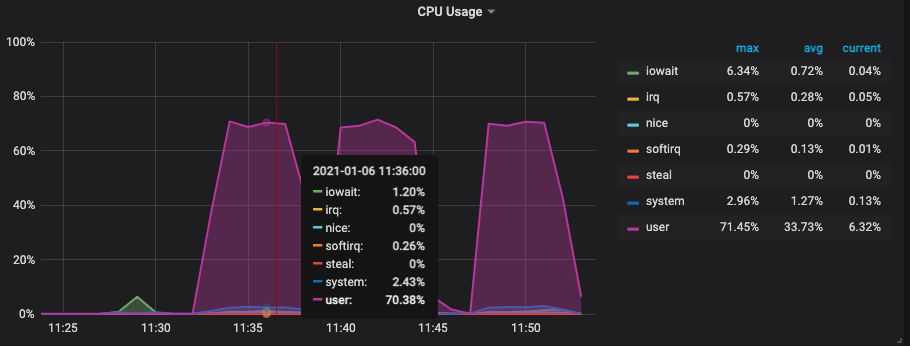 CPU Usage
100%
80%
60%
40%
20%
0%
11:25 11:30 11:35 11:40 11:45 11:50
2021-01-06 11:36:00
iowait: 1.20%
irq: 0.57%
nice: 0%
softirq: 0.26%
steal: 0%
system: 2.43%
user: 70.38%
max avg current
iowait 6.34% 0.72% 0.04%
irq 0.57% 0.28% 0.05%
nice 0% 0% 0%
softirq 0.29% 0.13% 0.01%
steal 0% 0% 0%
system 2.96% 1.27% 0.13%
user 71.45% 33.73% 6.32%